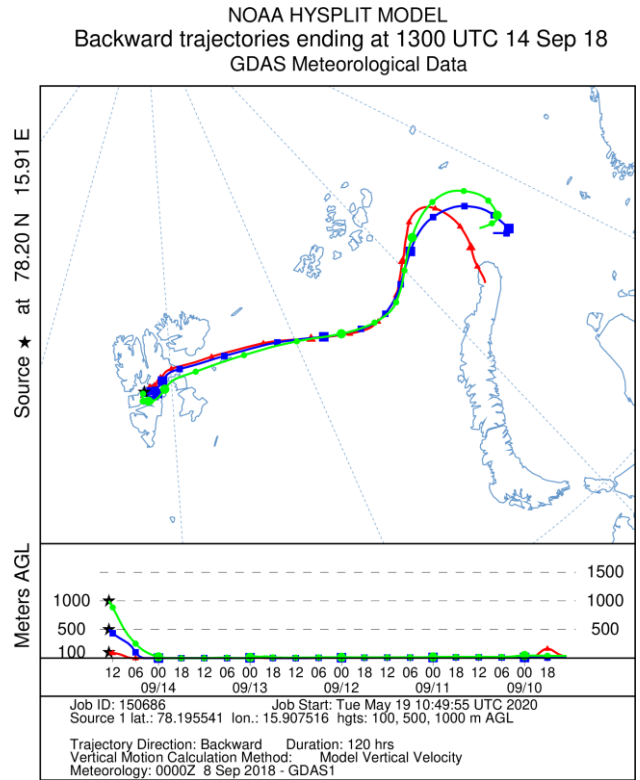 NOAA HYSPLIT MODEL
Backward trajectories ending at 1300 UTC 14 Sep 18
GDAS Meteorological Data
Source ★ at 78.20 N 15.91 E
Meters AGL
1500
1000 1000
500 500
100
12 06 00 18 12 06 00 18 12 06 00 18 12 06 00 18 12 06 00 18
09/14 09/13 09/12 09/11 09/10
Job ID: 150686 Job Start: Tue May 19 10:49:55 UTC 2020
Source 1 lat.: 78.195541 lon.: 15.907516 hgts: 100, 500, 1000 m AGL
Trajectory Direction: Backward Duration: 120 hrs
Vertical Motion Calculation Method: Model Vertical Velocity
Meteorology: 0000Z 8 Sep 2018 - GDAS1